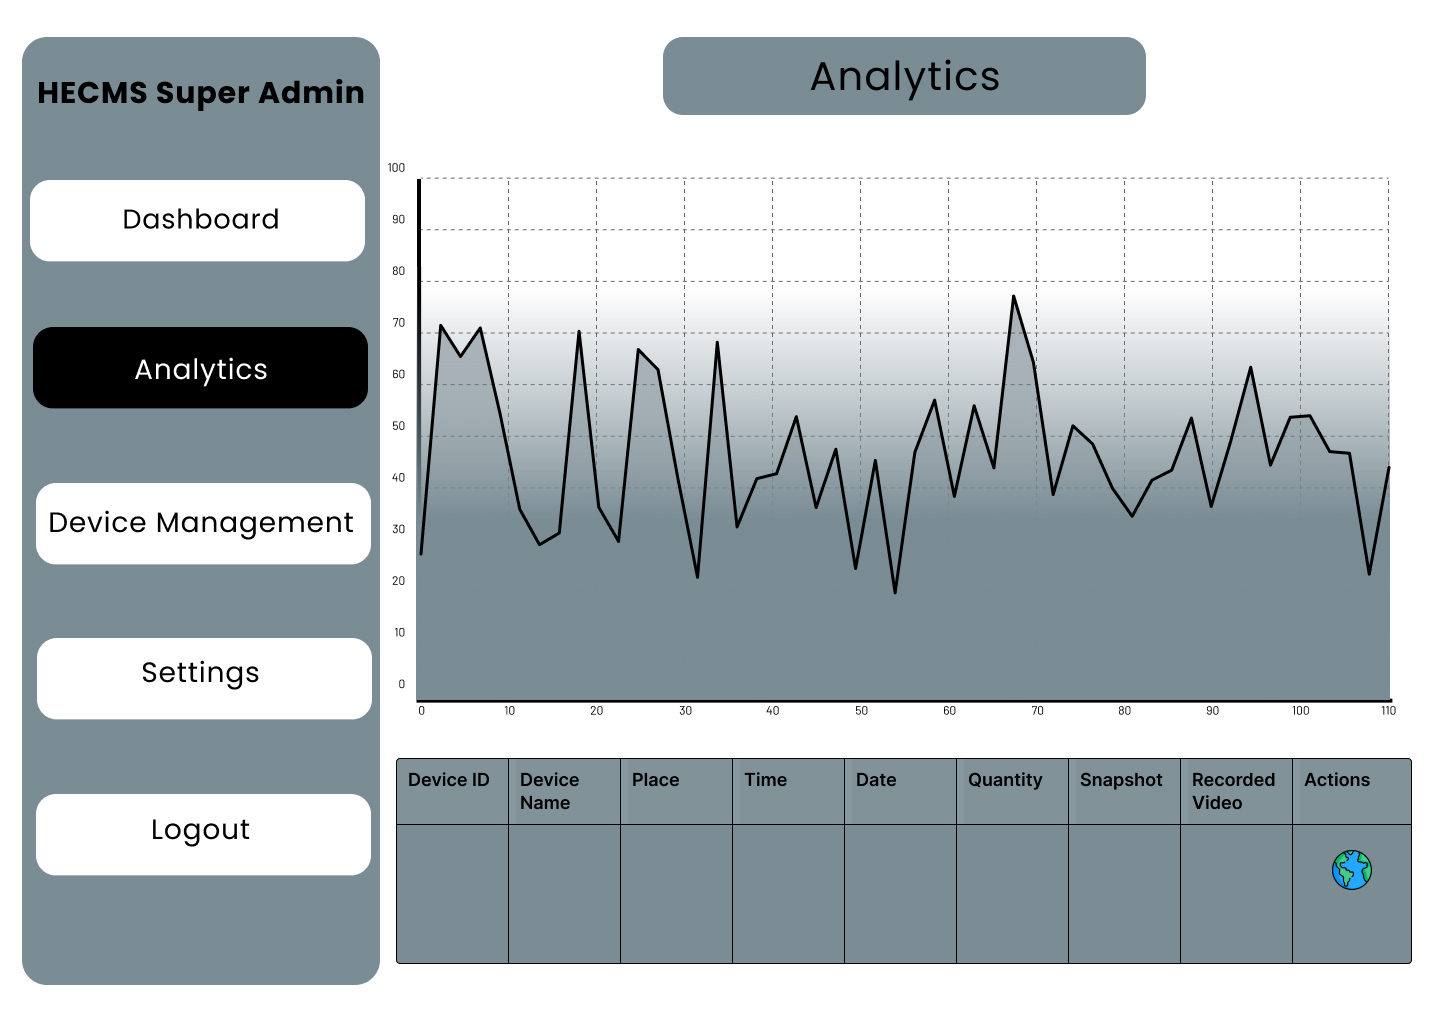 HECMS Super Admin
Dashboard
Analytics
Device Management
Settings
Logout
Analytics
100
90
80
70
60
50
40
30
20
10
0
0 10 20 30 40 50 60 70 80 90 100 110
Device ID Device Name Place Time Date Quantity Snapshot Recorded Video Actions